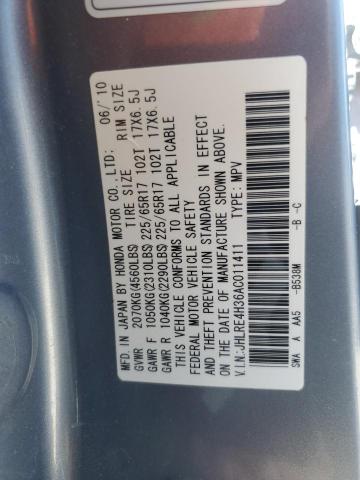 MFD. IN JAPAN BY HONDA MOTOR CO., LTD: 06/'10
TIRE SIZE RIM SIZE
GVWR 2070KG(4560LBS)
GAWR F 1050KG(2310LBS) 225/65R17 102T 17X6.5J
GAWR R 1040KG(2290LBS) 225/65R17 102T 17X6.5J
THIS VEHICLE CONFORMS TO ALL APPLICABLE
FEDERAL MOTOR VEHICLE SAFETY
AND THEFT PREVENTION STANDARDS IN EFFECT
ON THE DATE OF MANUFACTURE SHOWN ABOVE.
V.I.N:JHLRE4H36AC011411 TYPE: MPV
SWA A AA5 -B538M -B -C